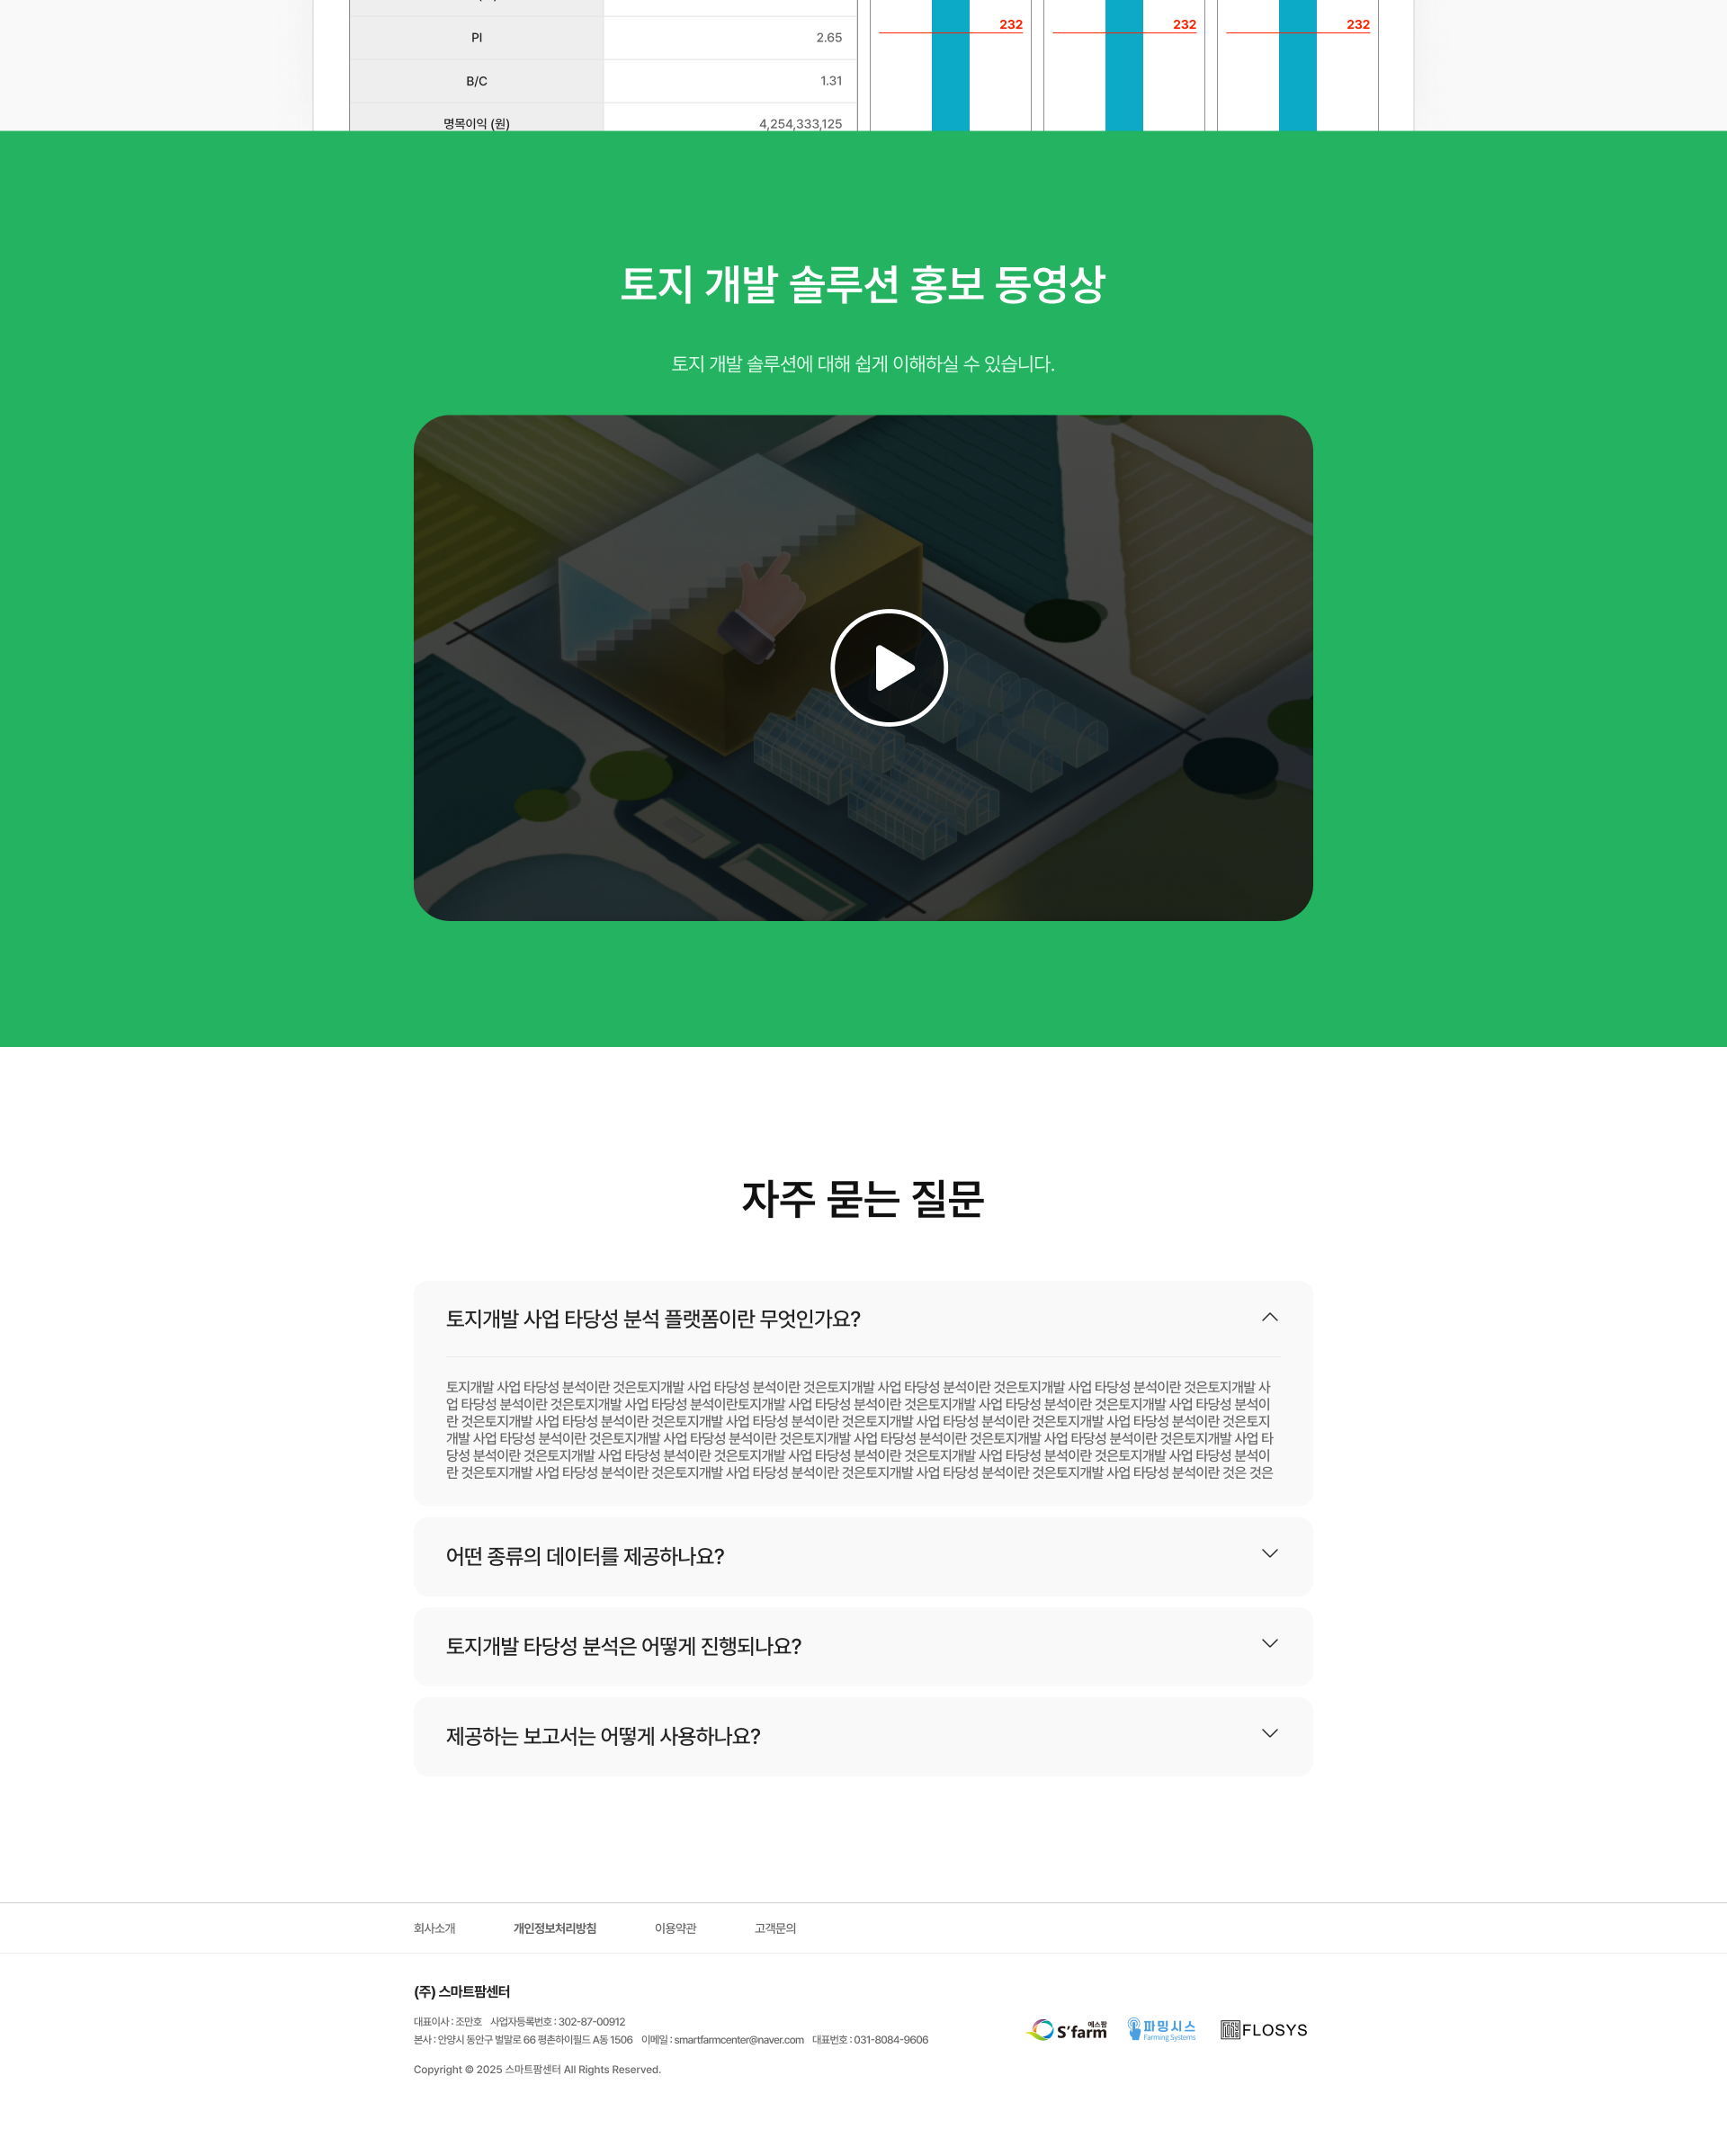 232 232 232
PI 2.65
B/C 1.31
명목이익 (원) 4,254,333,125
토지 개발 솔루션 홍보 동영상
토지 개발 솔루션에 대해 쉽게 이해하실 수 있습니다.
자주 묻는 질문
토지개발 사업 타당성 분석 플랫폼이란 무엇인가요?
토지개발 사업 타당성 분석이란 것은토지개발 사업 타당성 분석이란 것은토지개발 사업 타당성 분석이란 것은토지개발 사업 타당성 분석이란 것은토지개발 사
업 타당성 분석이란 것은토지개발 사업 타당성 분석이란토지개발 사업 타당성 분석이란 것은토지개발 사업 타당성 분석이란 것은토지개발 사업 타당성 분석이
란 것은토지개발 사업 타당성 분석이란 것은토지개발 사업 타당성 분석이란 것은토지개발 사업 타당성 분석이란 것은토지개발 사업 타당성 분석이란 것은토지
개발 사업 타당성 분석이란 것은토지개발 사업 타당성 분석이란 것은토지개발 사업 타당성 분석이란 것은토지개발 사업 타당성 분석이란 것은토지개발 사업 타
당성 분석이란 것은토지개발 사업 타당성 분석이란 것은토지개발 사업 타당성 분석이란 것은토지개발 사업 타당성 분석이란 것은토지개발 사업 타당성 분석이
란 것은토지개발 사업 타당성 분석이란 것은토지개발 사업 타당성 분석이란 것은토지개발 사업 타당성 분석이란 것은토지개발 사업 타당성 분석이란 것은 것은
어떤 종류의 데이터를 제공하나요?
토지개발 타당성 분석은 어떻게 진행되나요?
제공하는 보고서는 어떻게 사용하나요?
회사소개 개인정보처리방침 이용약관 고객문의
(주) 스마트팜센터
대표이사 : 조만호 사업자등록번호 : 302-87-00912
본사 : 안양시 동안구 벌말로 66 평촌하이필드 A동 1506 이메일 : smartfarmcenter@naver.com 대표번호 : 031-8084-9606
Copyright © 2025 스마트팜센터 All Rights Reserved.
에스팜
S'farm
파밍시스
Farming Systems
FLOSYS